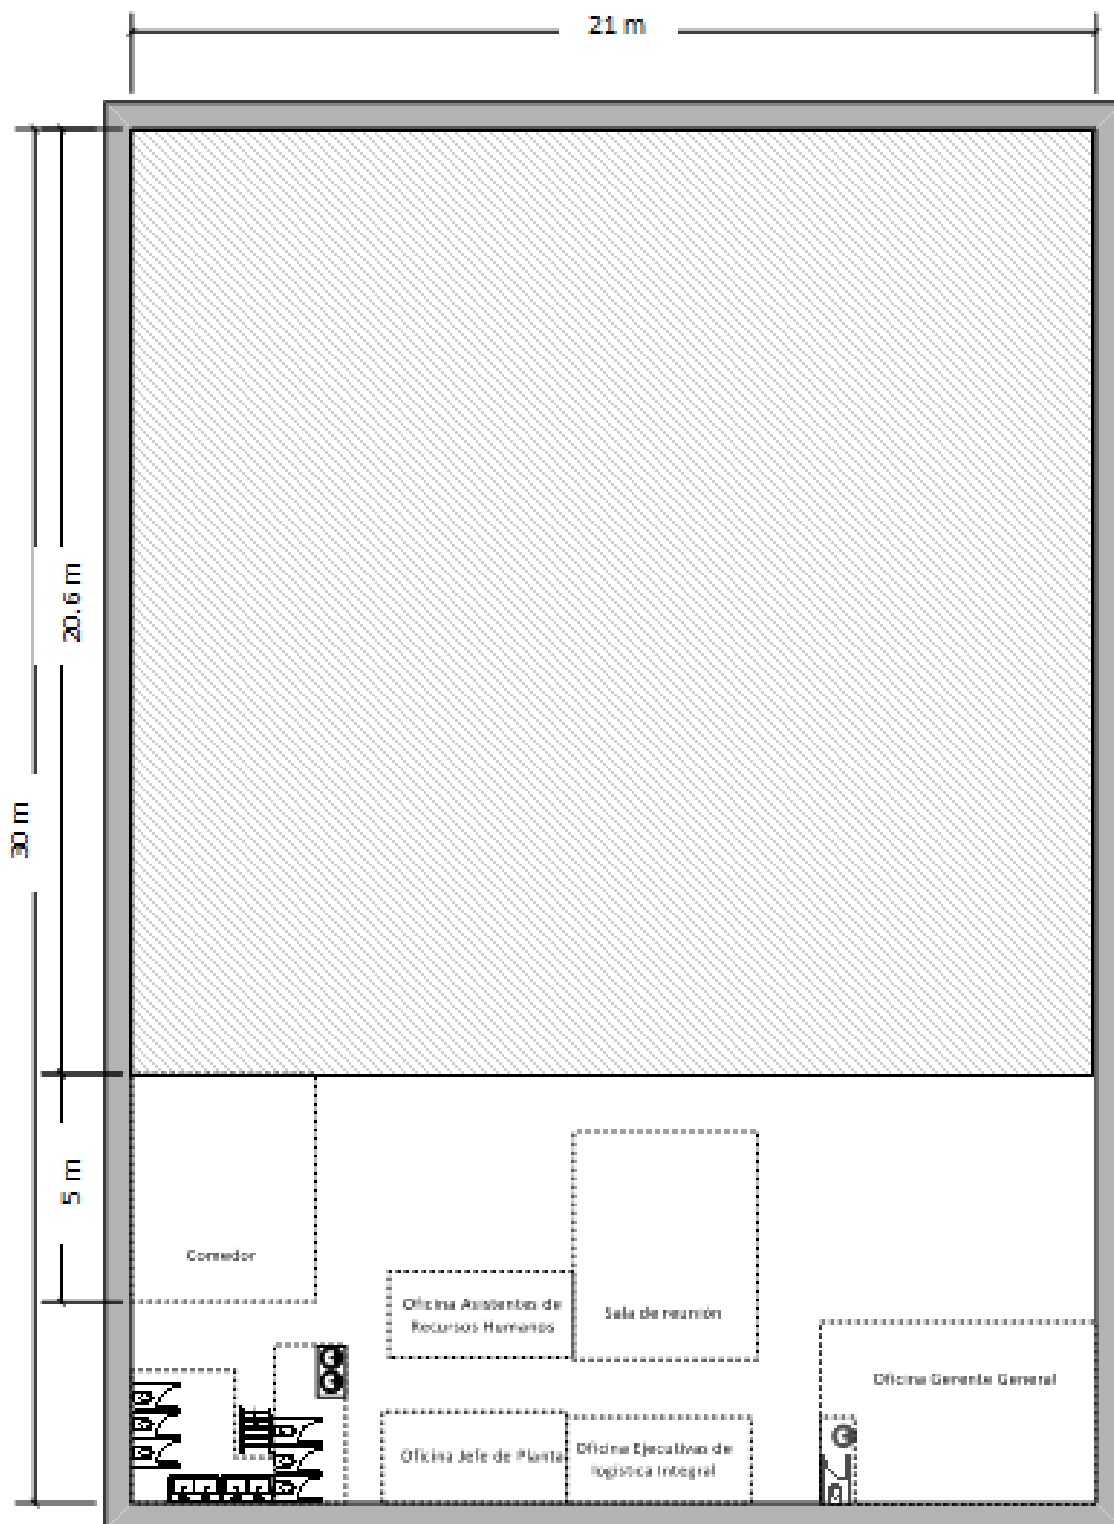 21 m
20.6 m
30 m
5 m
Comedor
Oficina Asistentes de
Recursos Humanos
Sala de reunión
Oficina Gerente General
Oficina Jefe de Planta
Oficina Ejecutivas de
logística Integral